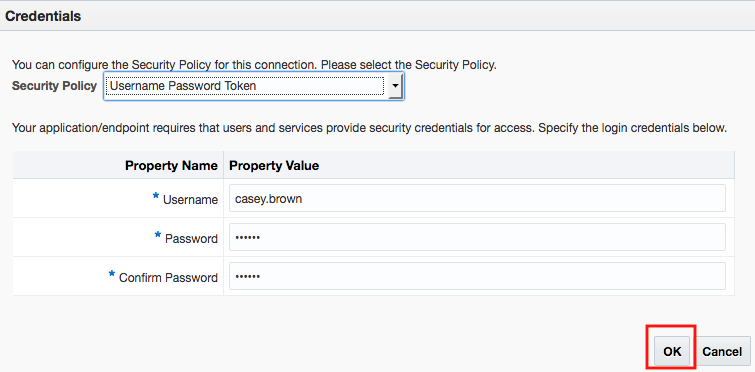 Credentials
You can configure the Security Policy for this connection. Please select the Security Policy.
Security Policy Username Password Token
Your application/endpoint requires that users and services provide security credentials for access. Specify the login credentials below.
Property Name Property Value
* Username casey.brown
* Password ••••••
* Confirm Password ••••••
OK Cancel